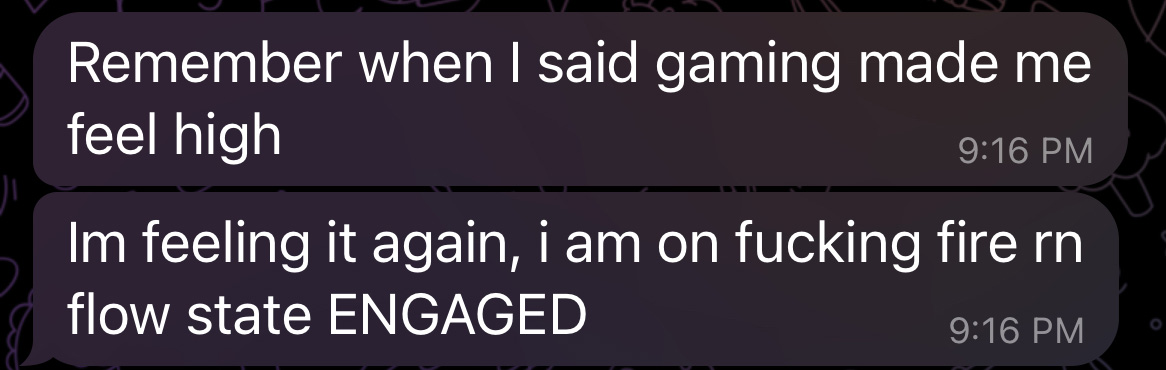 Remember when I said gaming made me
feel high
9:16 PM
Im feeling it again, i am on fucking fire rn
flow state ENGAGED
9:16 PM